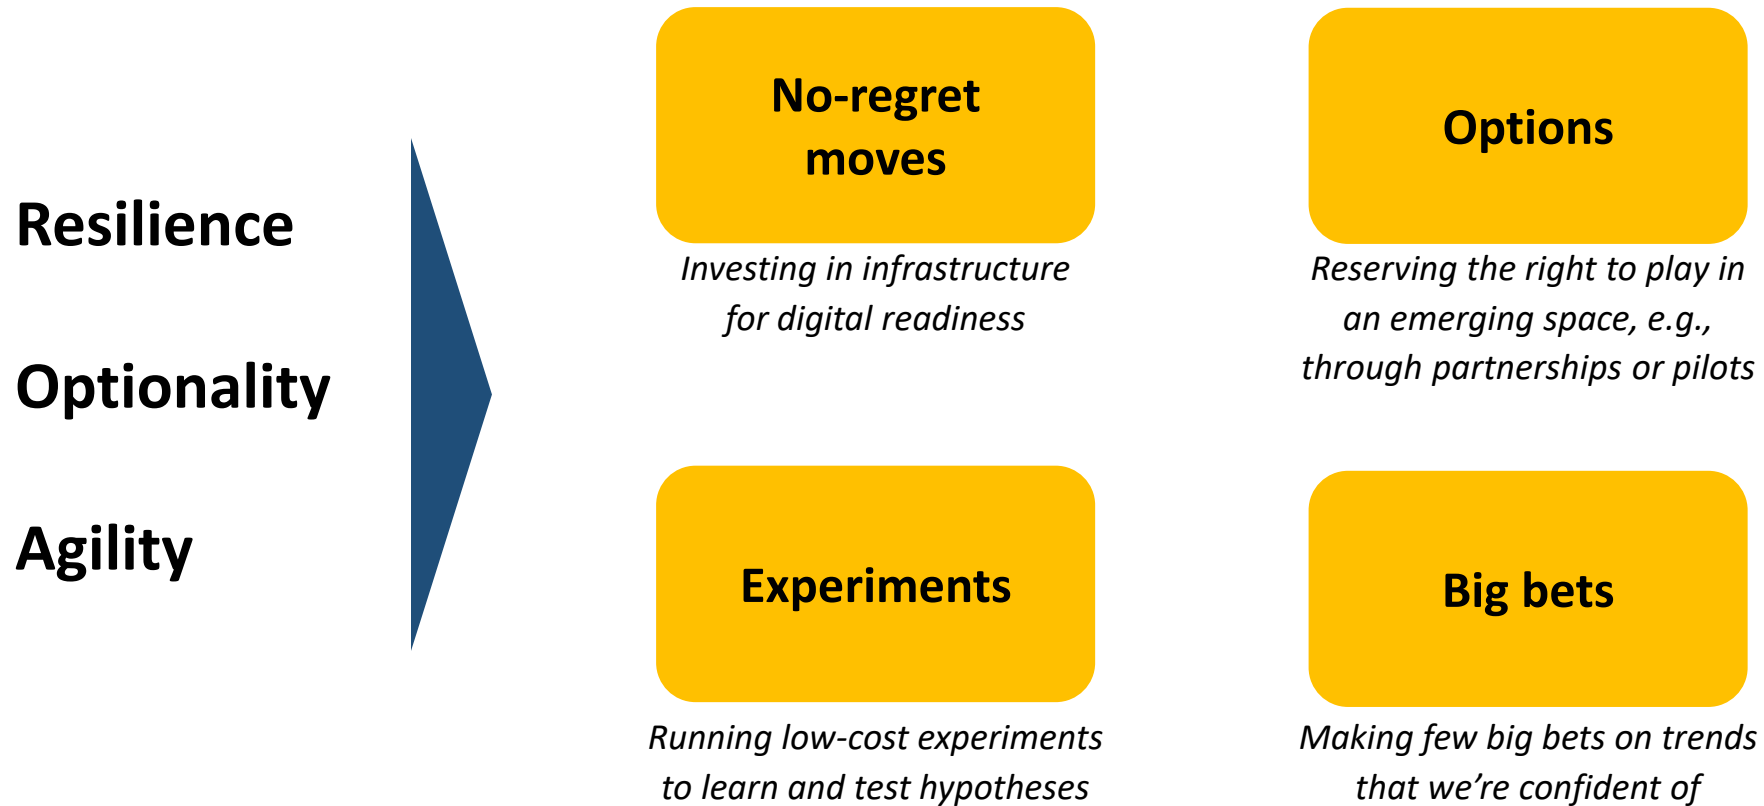 Resilience
Optionality
Agility
No-regret
moves
Investing in infrastructure
for digital readiness
Options
Reserving the right to play in
an emerging space, e.g.,
through partnerships or pilots
Experiments
Running low-cost experiments
to learn and test hypotheses
Big bets
Making few big bets on trends
that we’re confident of